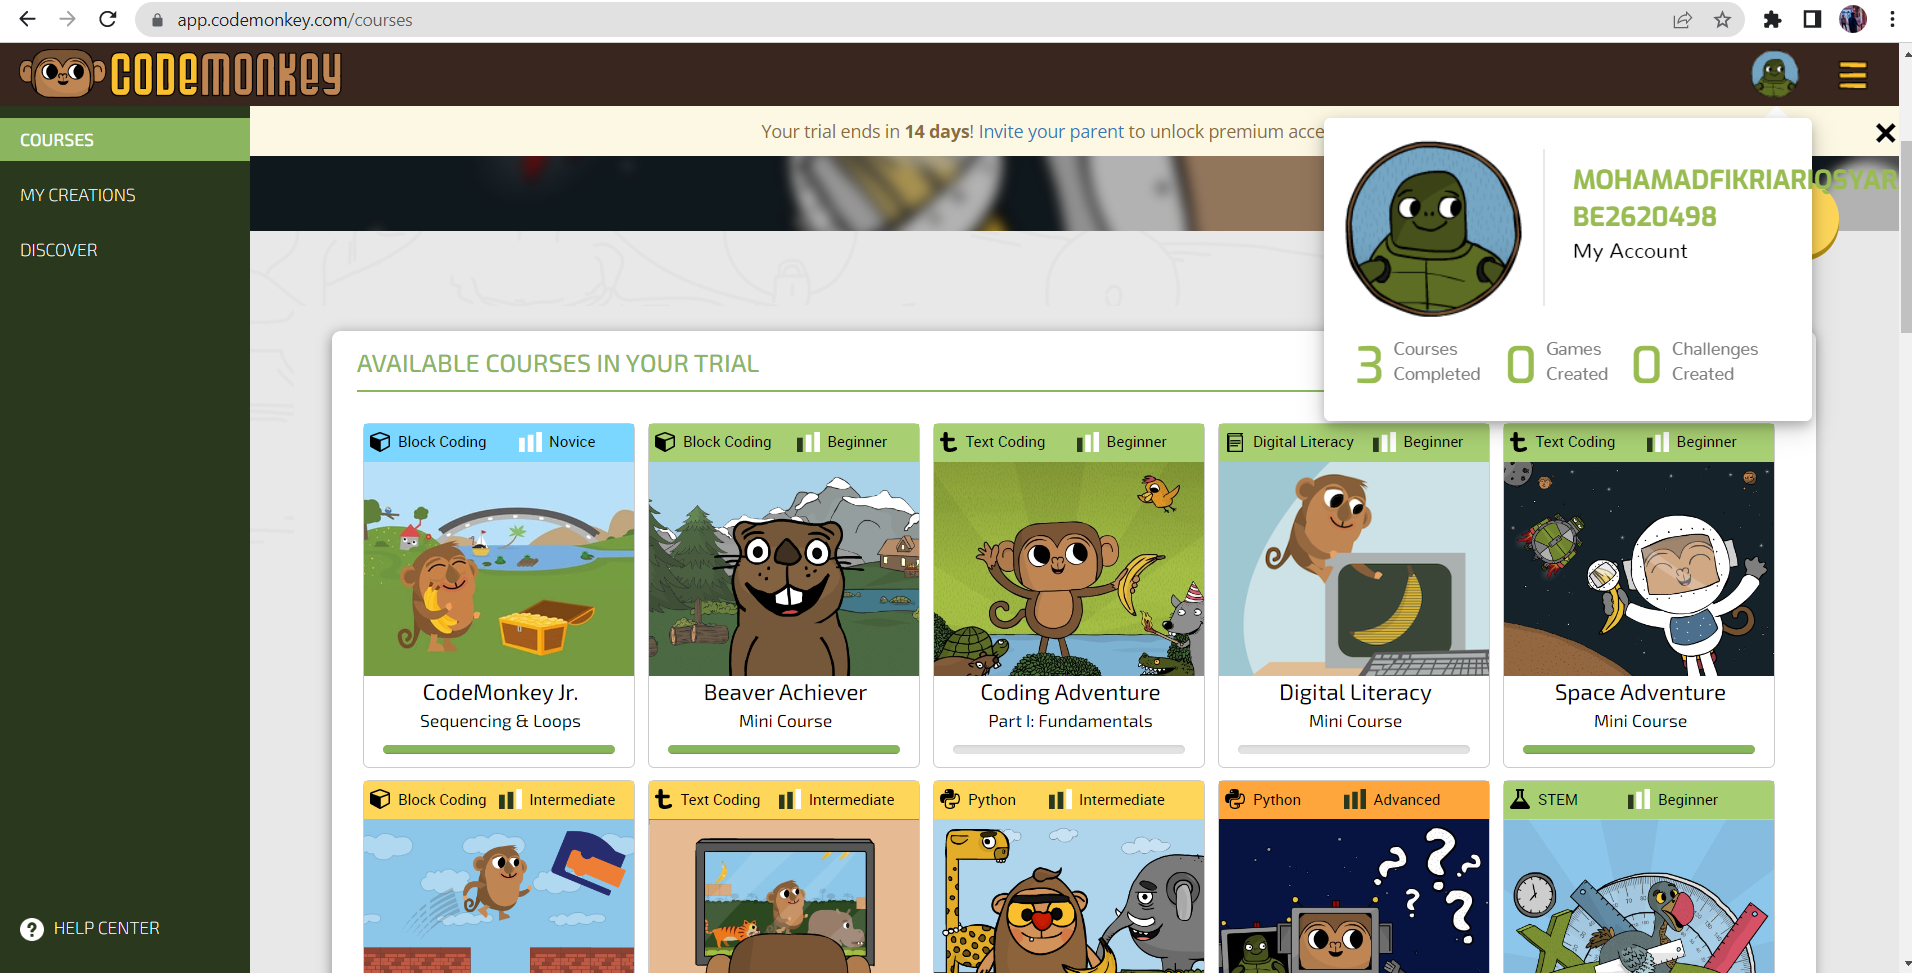 app.codemonkey.com/courses
CODEMONKEY
COURSES
MY CREATIONS
DISCOVER
HELP CENTER
Your trial ends in 14 days! Invite your parent to unlock premium acce
MOHAMADFIKRIARIQSYAR
BE2620498
My Account
3 Courses Completed
0 Games Created
0 Challenges Created
AVAILABLE COURSES IN YOUR TRIAL
Block Coding Novice
CodeMonkey Jr.
Sequencing & Loops
Block Coding Beginner
Beaver Achiever
Mini Course
Text Coding Beginner
Coding Adventure
Part I: Fundamentals
Digital Literacy Beginner
Digital Literacy
Mini Course
Text Coding Beginner
Space Adventure
Mini Course
Block Coding Intermediate
Text Coding Intermediate
Python Intermediate
Python Advanced
STEM Beginner